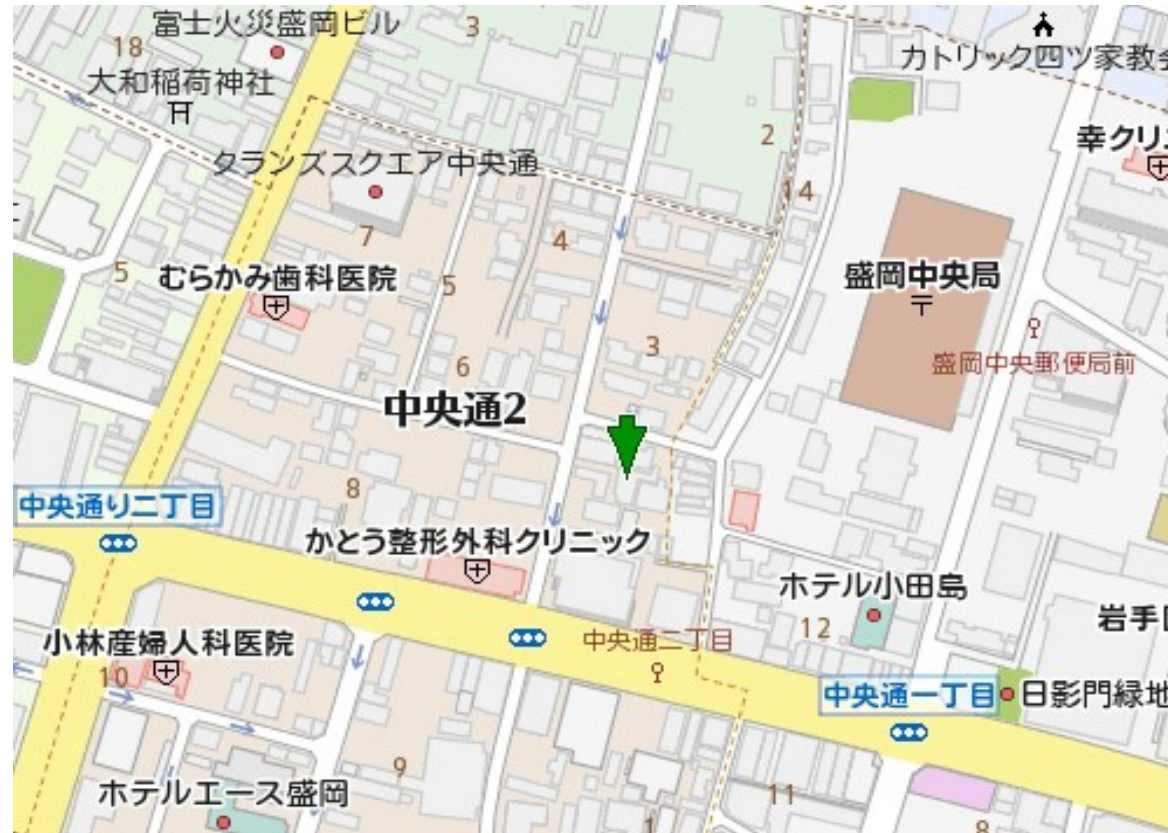 富士火災盛岡ビル
3
18
大和稲荷神社
カトリック四ツ家教会
2
幸クリ
タランズスクエア中央通
14
7
4
5
5
むらかみ歯科医院
盛岡中央局
〒
3
6
盛岡中央郵便局前
中央通2
8
中央通り二丁目
かとう整形外科クリニック
ホテル小田島
12
岩手
小林産婦人科医院
中央通二丁目
10
中央通一丁目
日影門緑地
9
ホテルエース盛岡
11
1
8